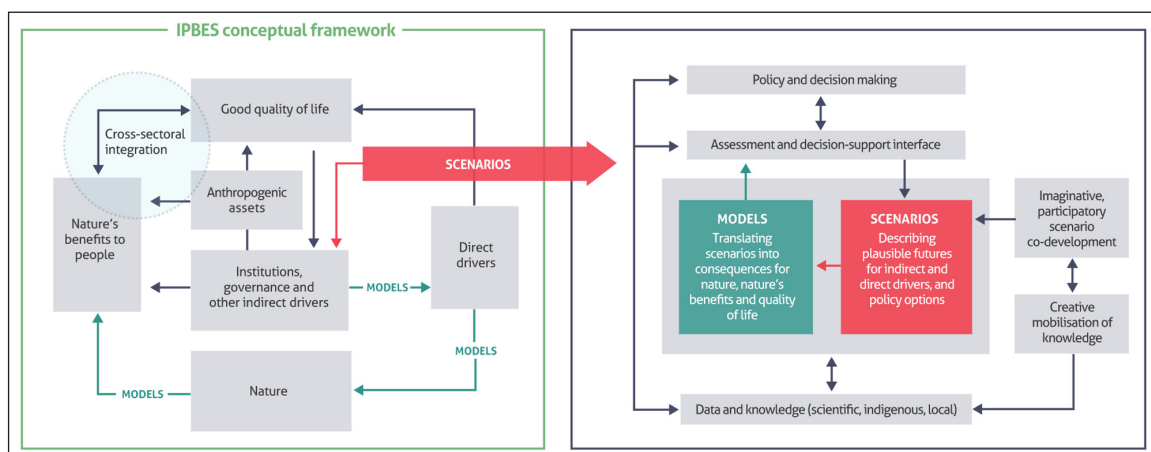 IPBES conceptual framework
Good quality of life
Cross-sectoral
integration
Anthropogenic
assets
Nature's
benefits to
people
SCENARIOS
Direct
drivers
Institutions,
governance and
other indirect drivers
MODELS
MODELS
MODELS
Nature
Policy and decision making
Assessment and decision-support interface
MODELS
Translating
scenarios into
consequences for
nature, nature's
benefits and quality
of life
SCENARIOS
Describing
plausible futures
for indirect and
direct drivers, and
policy options
Imaginative,
participatory
scenario
co-development
Creative
mobilisation of
knowledge
Data and knowledge (scientific, indigenous, local)